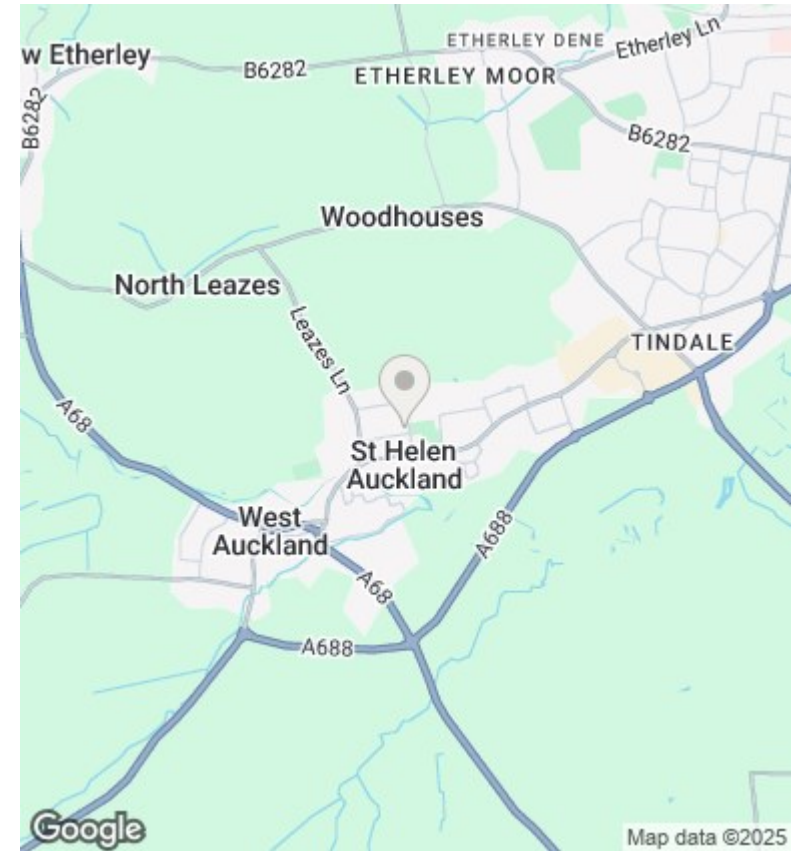 ETHERLEY DENE
Etherley Ln
w Etherley
B6282
ETHERLEY MOOR
B6282
B6282
Woodhouses
North Leazes
Leazes Ln
TINDALE
A68
St Helen
Auckland
West
Auckland
A688
A68
A688
Google
Map data ©2025